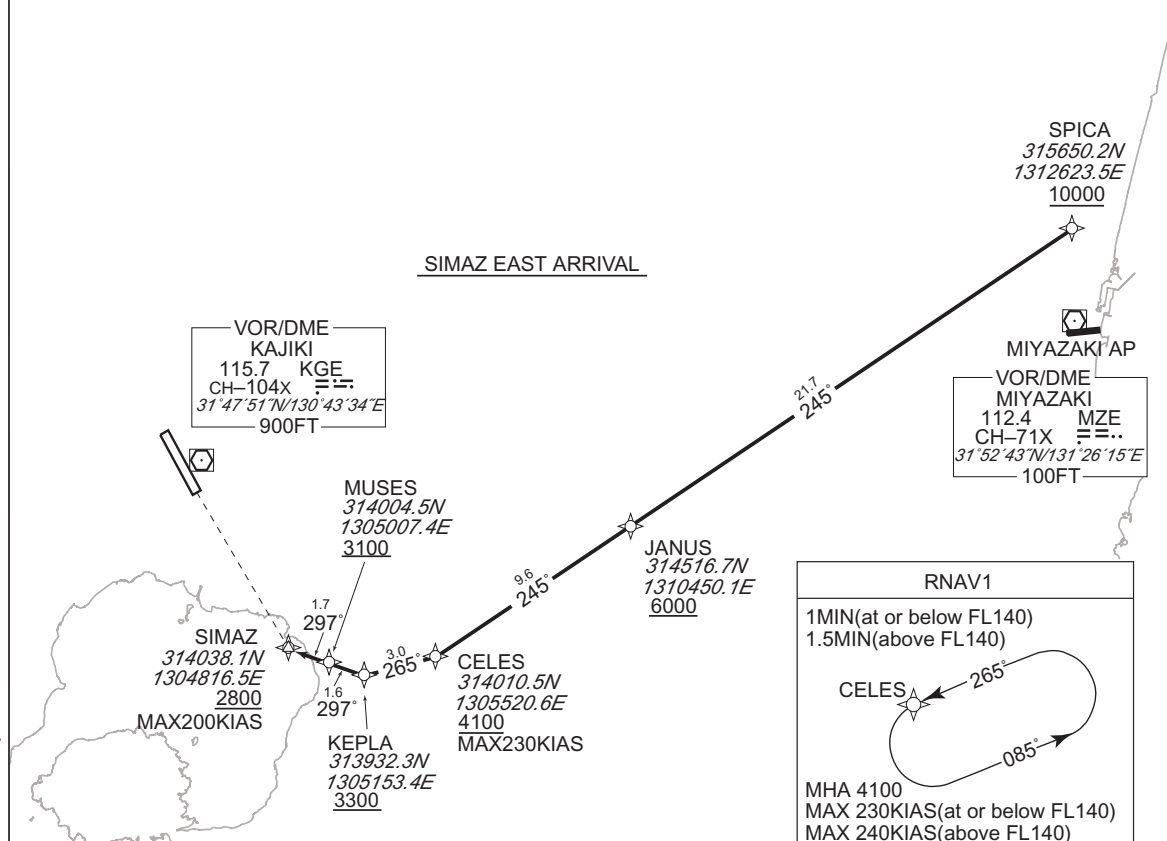 SPICA
315650.2N
1312623.5E
10000
SIMAZ EAST ARRIVAL
VOR/DME
KAJIKI
115.7 KGE
CH–104X
31°47′51″N/130°43′34″E
900FT
MIYAZAKI AP
VOR/DME
MIYAZAKI
112.4 MZE
CH–71X
31°52′43″N/131°26′15″E
100FT
21.7
245°
MUSES
314004.5N
1305007.4E
3100
JANUS
314516.7N
1310450.1E
6000
9.6
245°
1.7
297°
SIMAZ
314038.1N
1304816.5E
2800
MAX200KIAS
1.6
297°
3.0
265°
CELES
314010.5N
1305520.6E
4100
MAX230KIAS
KEPLA
313932.3N
1305153.4E
3300
RNAV1
1MIN(at or below FL140)
1.5MIN(above FL140)
CELES
265°
085°
MHA 4100
MAX 230KIAS(at or below FL140)
MAX 240KIAS(above FL140)